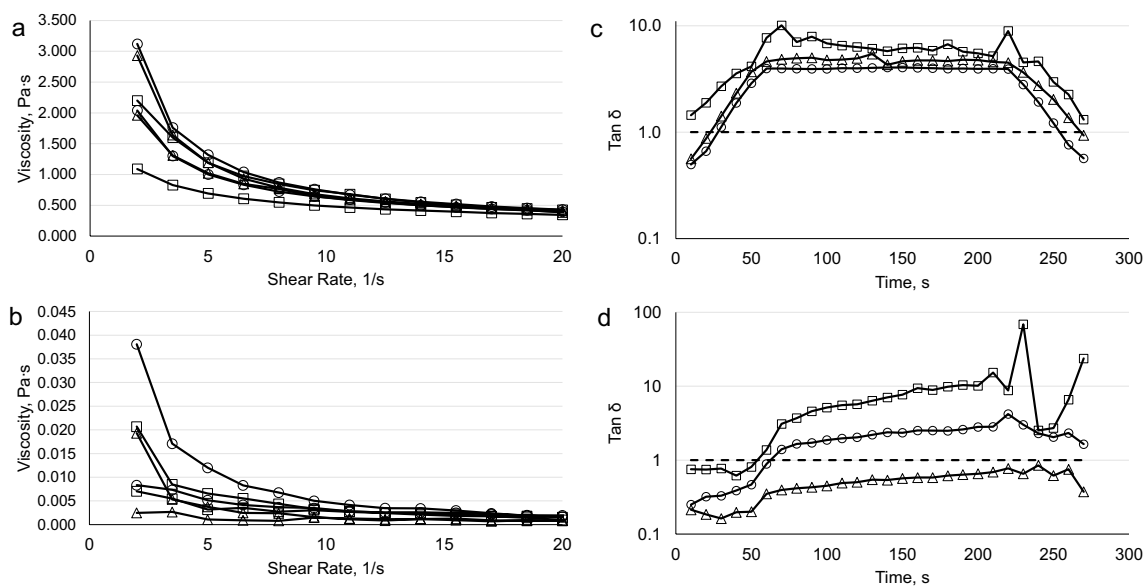 a
3.500
3.000
2.500
2.000
1.500
1.000
0.500
0.000
Viscosity, Pa·s
0 5 10 15 20
Shear Rate, 1/s
c
10.0
1.0
0.1
Tan δ
0 50 100 150 200 250 300
Time, s
b
0.045
0.040
0.035
0.030
0.025
0.020
0.015
0.010
0.005
0.000
Viscosity, Pa·s
0 5 10 15 20
Shear Rate, 1/s
d
100
10
1
0.1
Tan δ
0 50 100 150 200 250 300
Time, s